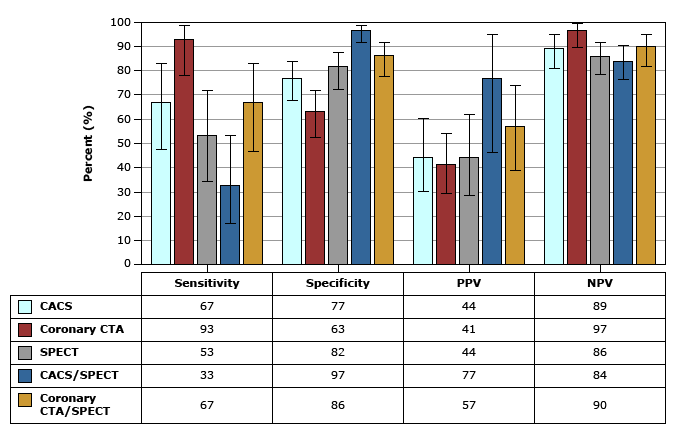 100
90
80
70
60
50
40
30
20
10
0
Percent (%)
Sensitivity Specificity PPV NPV
CACS 67 77 44 89
Coronary CTA 93 63 41 97
SPECT 53 82 44 86
CACS/SPECT 33 97 77 84
Coronary
CTA/SPECT 67 86 57 90